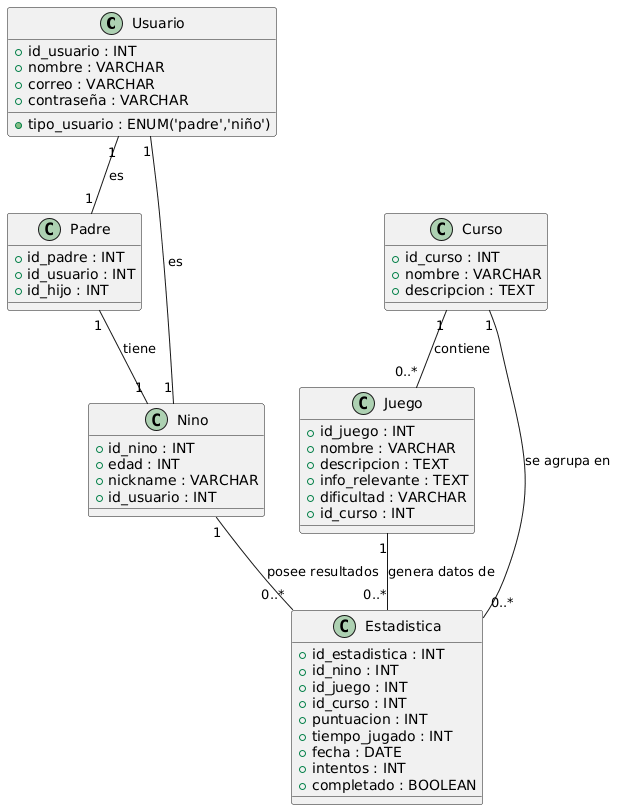 C Usuario
id_usuario : INT
nombre : VARCHAR
correo : VARCHAR
contraseña : VARCHAR
tipo_usuario : ENUM('padre','niño')
1
1
es
1
es
1
C Padre
id_padre : INT
id_usuario : INT
id_hijo : INT
C Curso
id_curso : INT
nombre : VARCHAR
descripcion : TEXT
1
tiene
1
1
contiene
0..*
1
se agrupa en
0..*
C Nino
id_nino : INT
edad : INT
nickname : VARCHAR
id_usuario : INT
C Juego
id_juego : INT
nombre : VARCHAR
descripcion : TEXT
info_relevante : TEXT
dificultad : VARCHAR
id_curso : INT
1
posee resultados
0..*
1
genera datos de
0..*
C Estadistica
id_estadistica : INT
id_nino : INT
id_juego : INT
id_curso : INT
puntuacion : INT
tiempo_jugado : INT
fecha : DATE
intentos : INT
completado : BOOLEAN